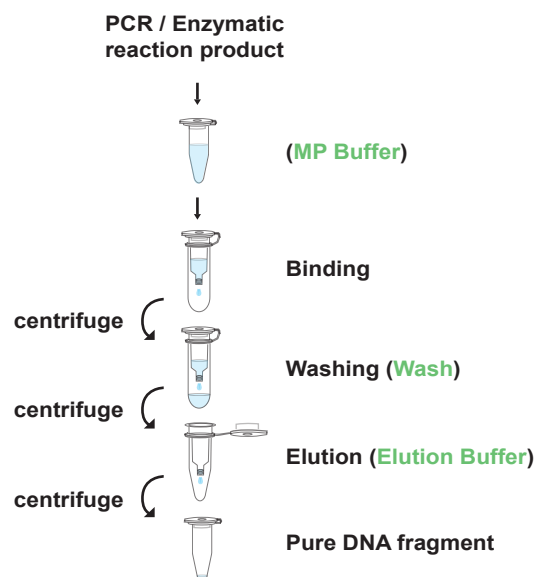 PCR / Enzymatic
reaction product
(MP Buffer)
Binding
centrifuge
Washing (Wash)
centrifuge
Elution (Elution Buffer)
centrifuge
Pure DNA fragment